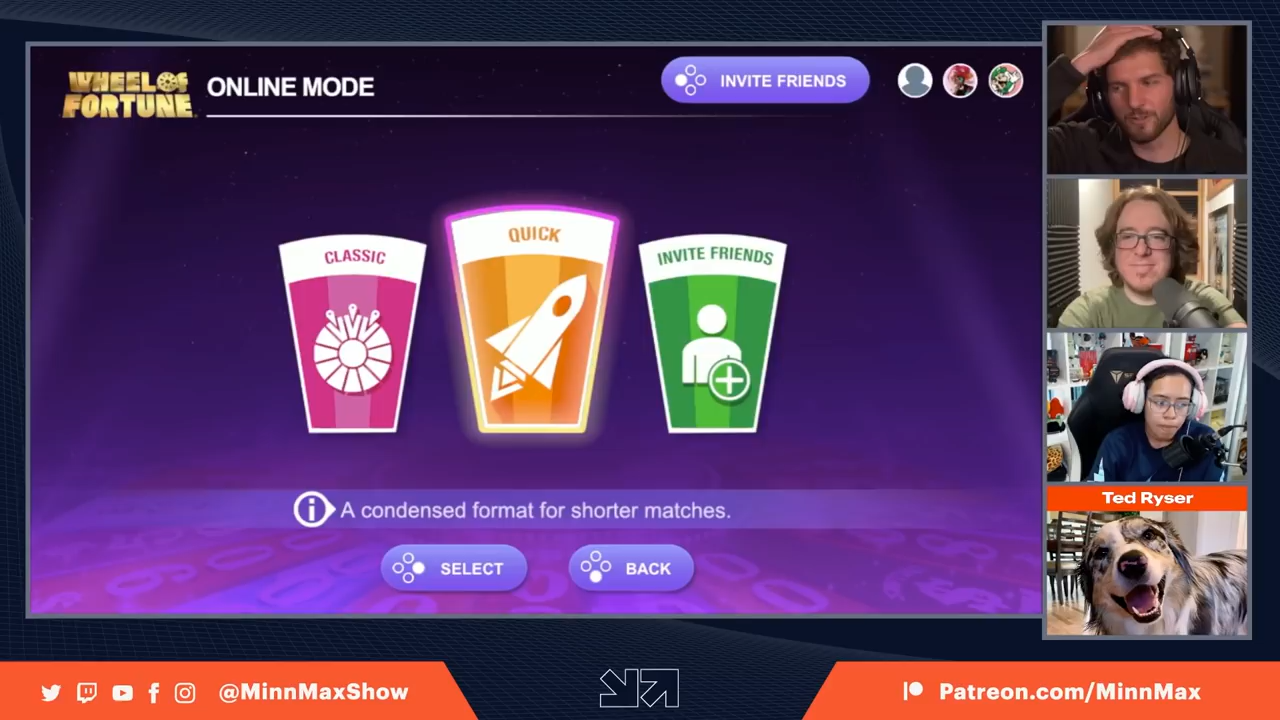 WHEEL OF
FORTUNE
ONLINE MODE
INVITE FRIENDS
CLASSIC
QUICK
INVITE FRIENDS
A condensed format for shorter matches.
SELECT
BACK
Ted Ryser
@MinnMaxShow
Patreon.com/MinnMax